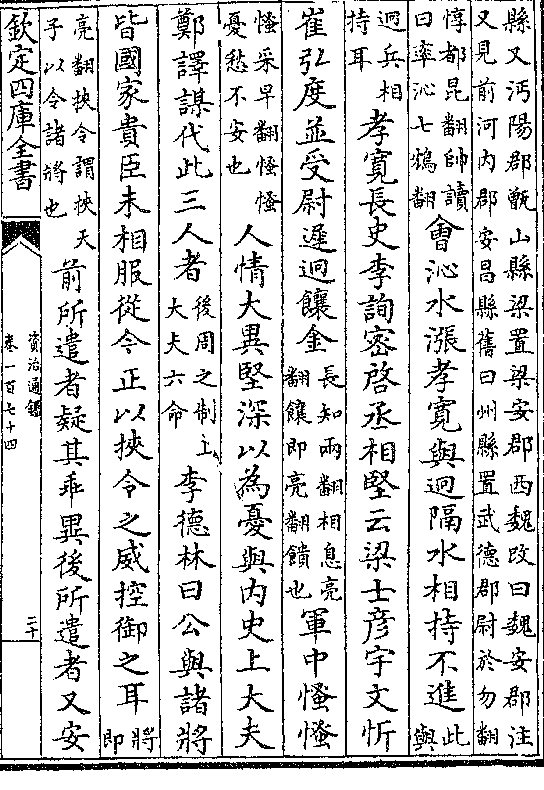 縣又沔陽郡甑山縣梁置梁安郡西魏改曰魏安郡注
又見前河内郡安昌縣舊曰州縣置武德郡尉於勿翻
惇都昆翻帥讀
曰率沁七鴆翻
會沁水漲孝寛與迥隔水相持不進
此與
迥兵相
持耳
孝寛長史李詢密啓丞相堅云梁士彦宇文忻
崔弘度並受尉遲迥饟金
長知兩翻相息亮
翻饟即亮翻饋也
軍中慅慅
慅采早翻慅慅
憂愁不安也
人情大異堅深以為憂與内史上大夫
鄭譯謀代此三人者
後周之制上
大夫六命
李德林曰公與諸將
皆國家貴臣未相服從今正以挾令之威控御之耳
將即
亮翻挾令謂挾天
子以令諸將也
前所遣者疑其乖異後所遣者又安
欽定四庫全書
資治通鑑
卷一百七十四
二十